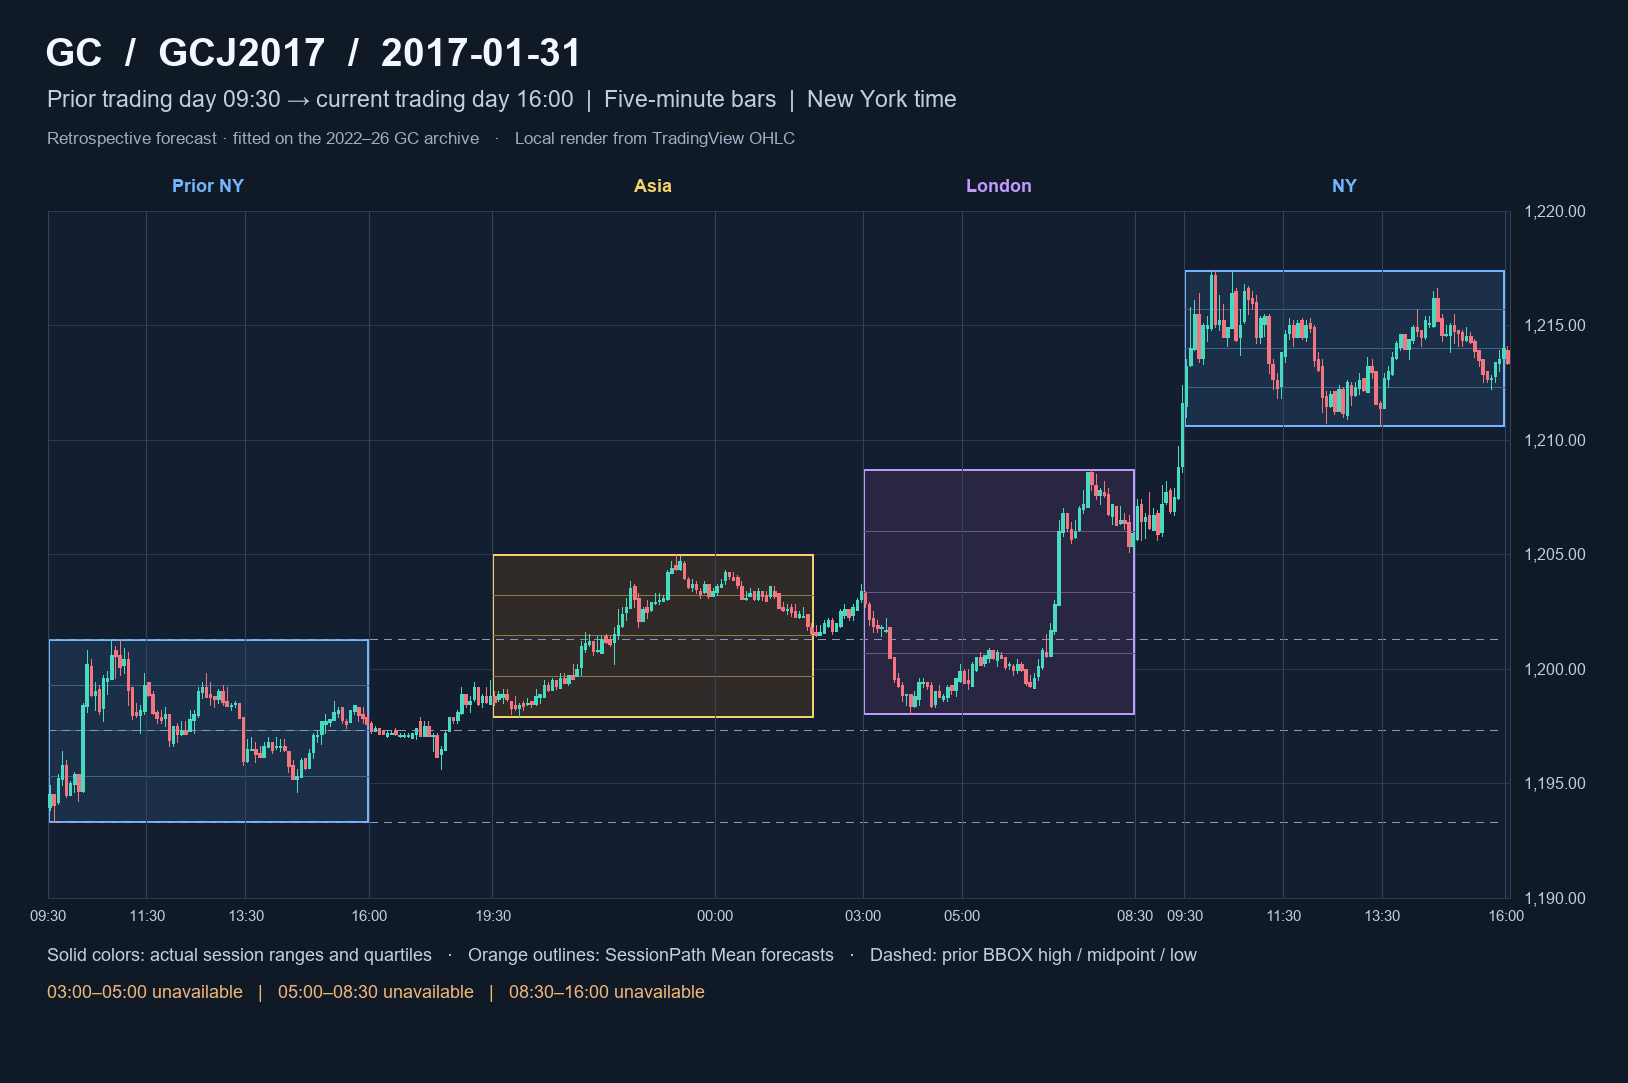 GC / GCJ2017 / 2017-01-31
Prior trading day 09:30 → current trading day 16:00 | Five-minute bars | New York time
Retrospective forecast · fitted on the 2022–26 GC archive · Local render from TradingView OHLC
Prior NY Asia London NY
1,220.00
1,215.00
1,210.00
1,205.00
1,200.00
1,195.00
1,190.00
09:30 11:30 13:30 16:00 19:30 00:00 03:00 05:00 08:30 09:30 11:30 13:30 16:00
Solid colors: actual session ranges and quartiles · Orange outlines: SessionPath Mean forecasts · Dashed: prior BBOX high / midpoint / low
03:00–05:00 unavailable | 05:00–08:30 unavailable | 08:30–16:00 unavailable